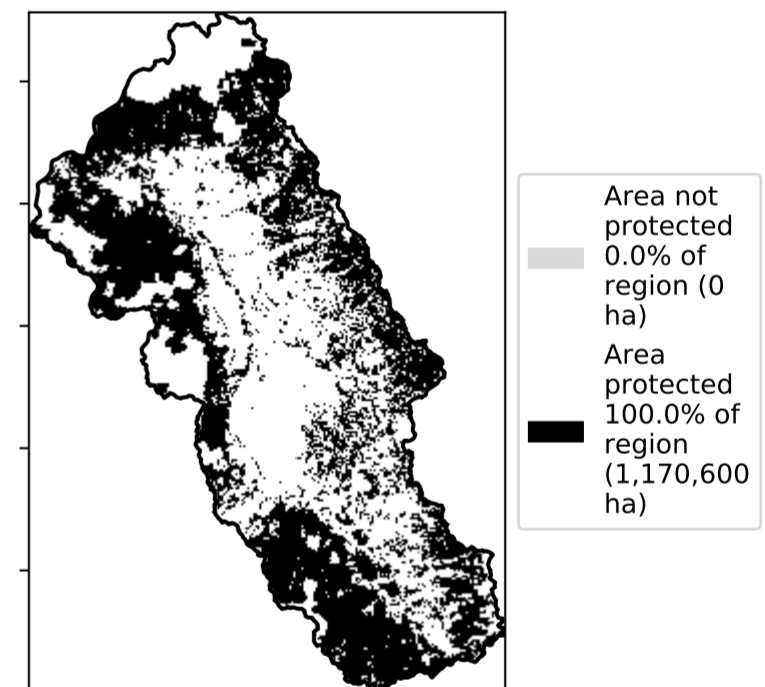 Area not
protected
0.0% of
region (0
ha)
Area
protected
100.0% of
region
(1,170,600
ha)